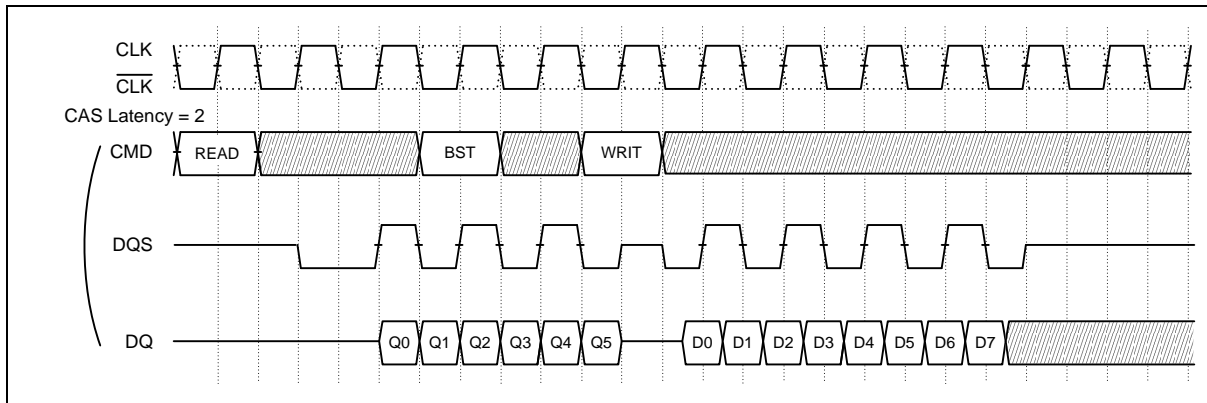 CLK
C̅L̅K̅
CAS Latency = 2
CMD READ BST WRIT
DQS
DQ Q0 Q1 Q2 Q3 Q4 Q5 D0 D1 D2 D3 D4 D5 D6 D7